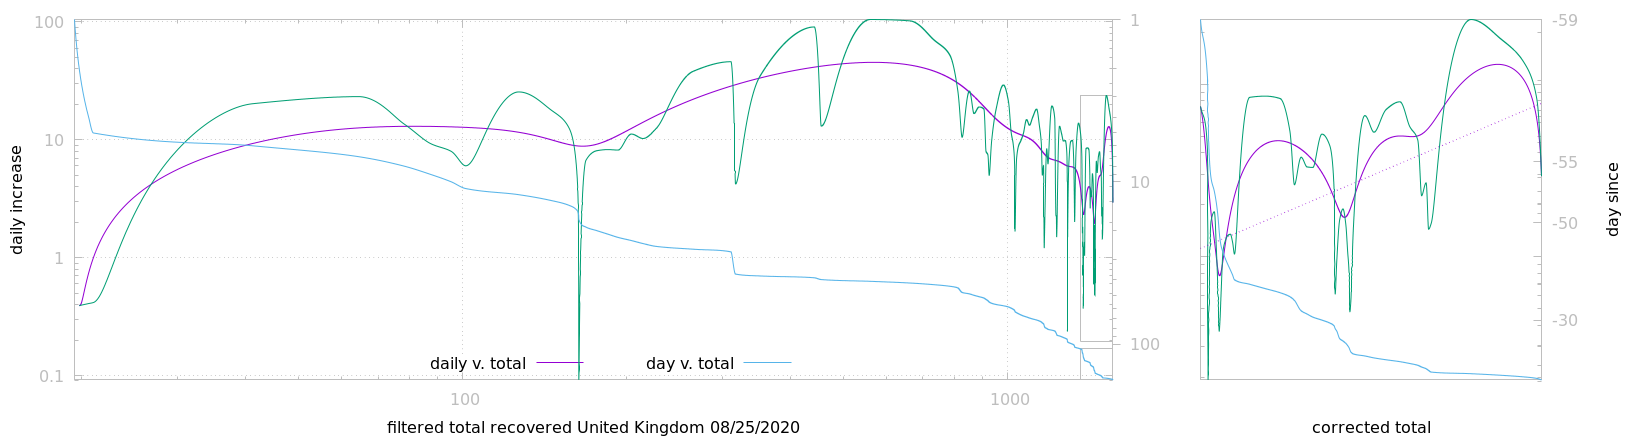 100
10
1
0.1
daily increase
daily v. total
day v. total
100
1000
filtered total recovered United Kingdom 08/25/2020
1
10
100
-59
-55
-50
-30
day since
corrected total